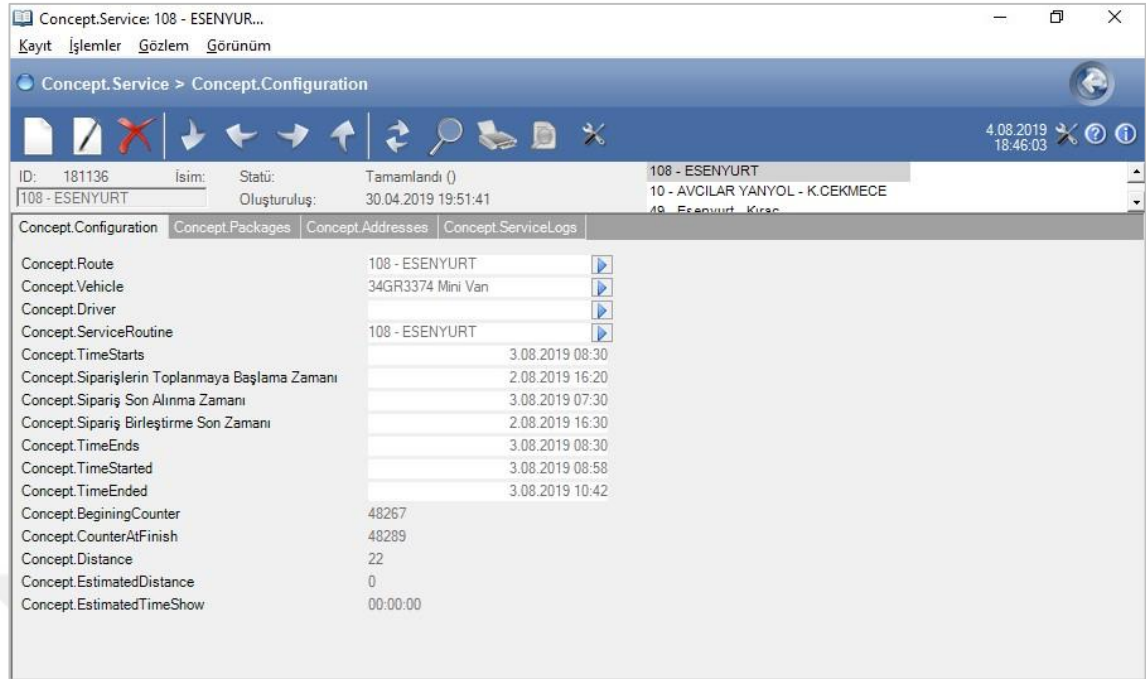 Concept.Service: 108 - ESENYUR...
Kayıt İşlemler Gözlem Görünüm
Concept.Service > Concept.Configuration
4.08.2019
18:46:03
ID: 181136 İsim: Statü: Tamamlandı ()
108 - ESENYURT Oluşturuluş: 30.04.2019 19:51:41
108 - ESENYURT
10 - AVCILAR YANYOL - K.CEKMECE
49 - Esenyurt - Kıraç
Concept.Configuration Concept.Packages Concept.Addresses Concept.ServiceLogs
Concept.Route 108 - ESENYURT
Concept.Vehicle 34GR3374 Mini Van
Concept.Driver
Concept.ServiceRoutine 108 - ESENYURT
Concept.TimeStarts 3.08.2019 08:30
Concept.Siparişlerin Toplanmaya Başlama Zamanı 2.08.2019 16:20
Concept.Sipariş Son Alınma Zamanı 3.08.2019 07:30
Concept.Sipariş Birleştirme Son Zamanı 2.08.2019 16:30
Concept.TimeEnds 3.08.2019 08:30
Concept.TimeStarted 3.08.2019 08:58
Concept.TimeEnded 3.08.2019 10:42
Concept.BeginingCounter 48267
Concept.CounterAtFinish 48289
Concept.Distance 22
Concept.EstimatedDistance 0
Concept.EstimatedTimeShow 00:00:00